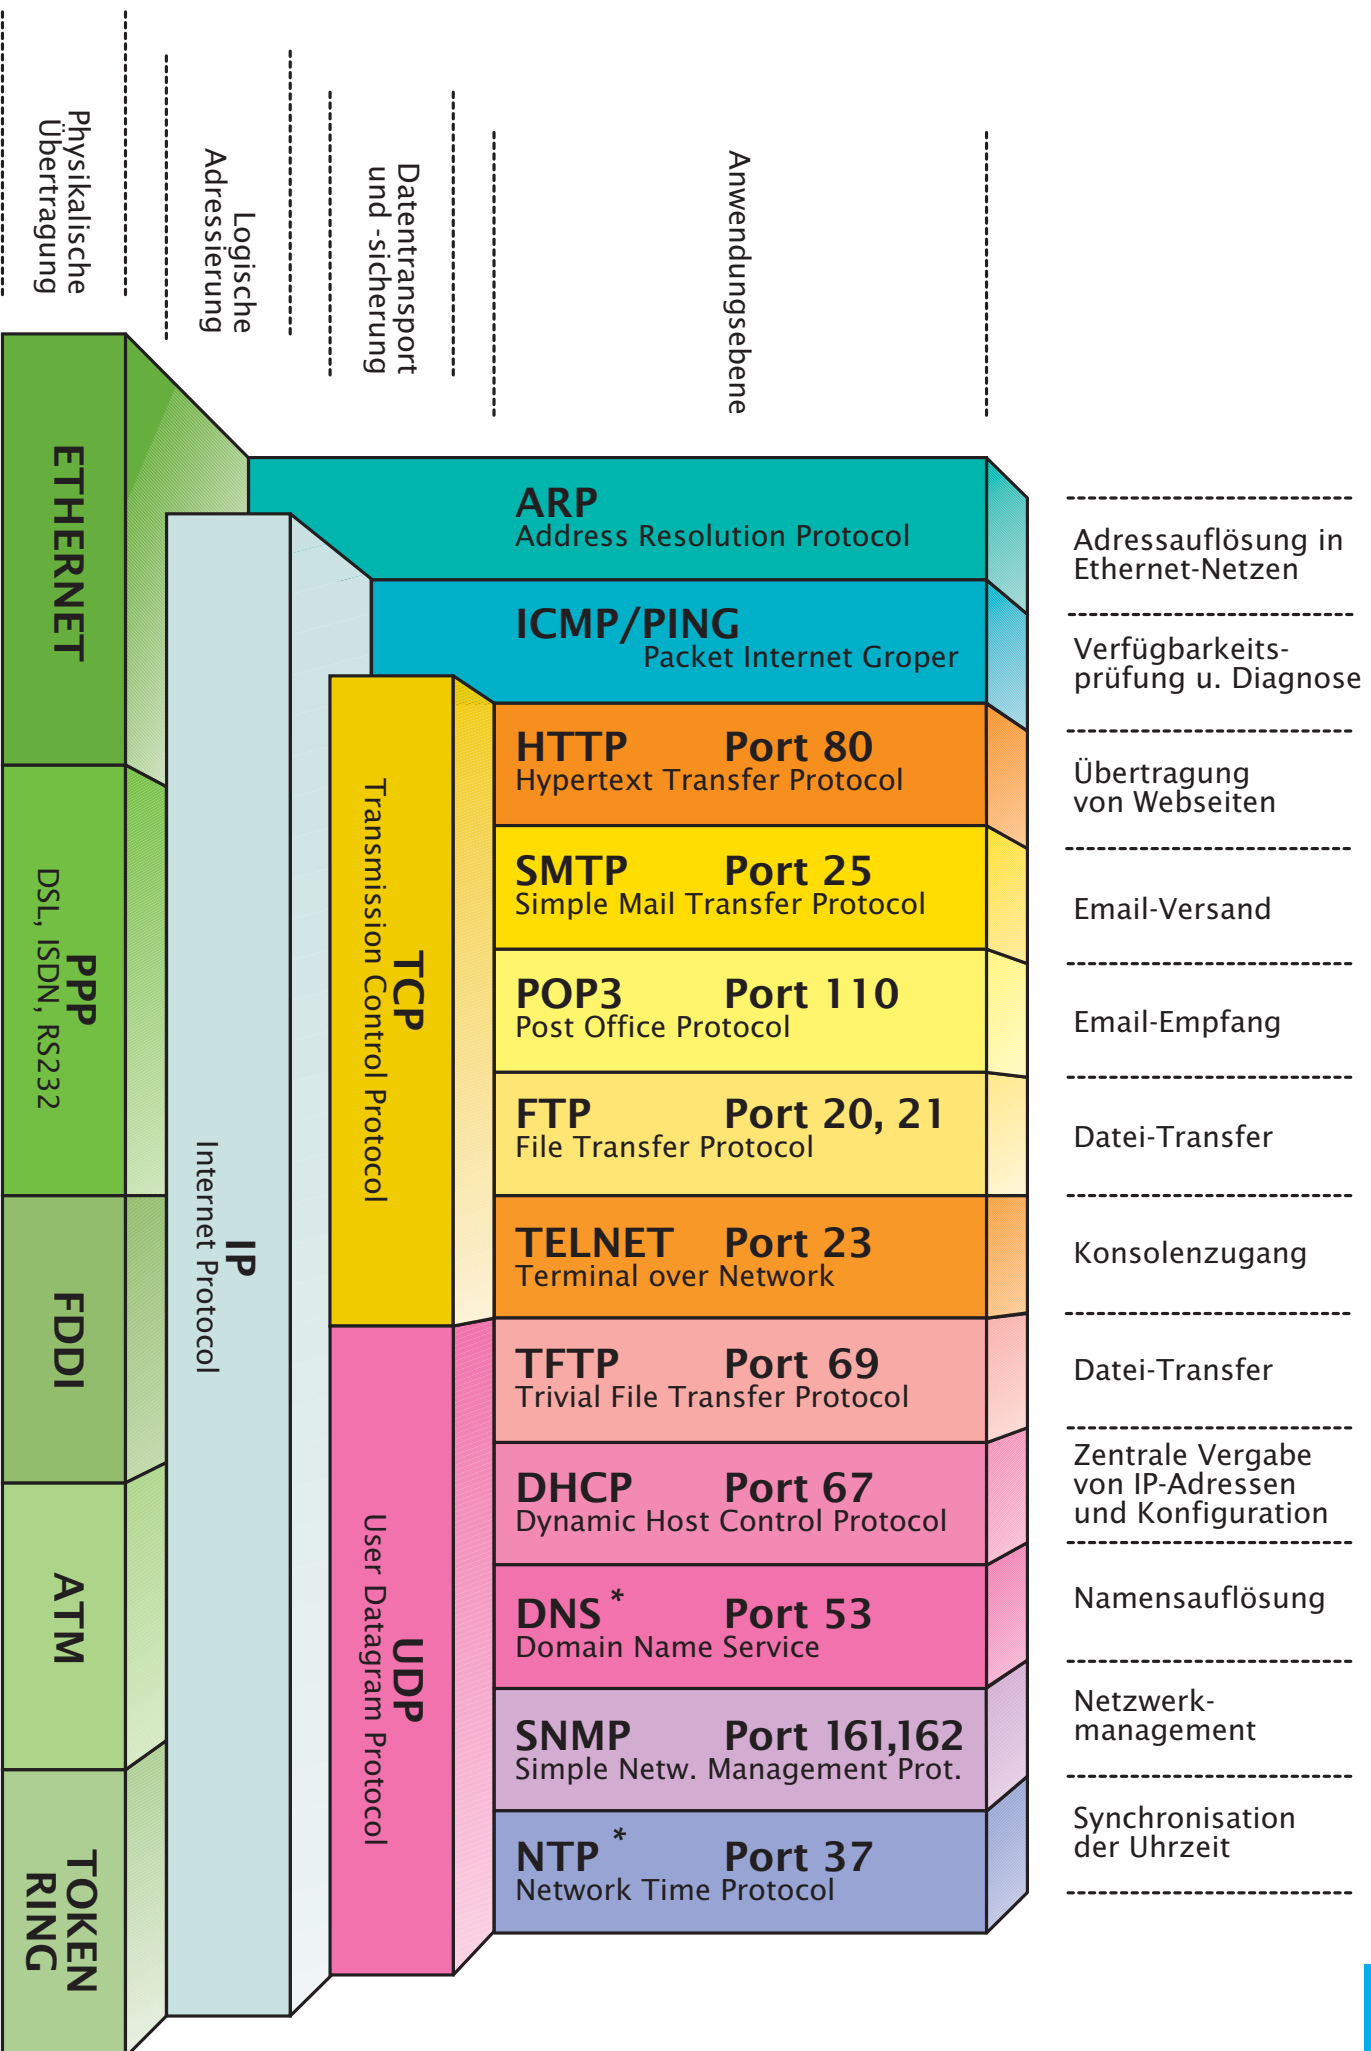 Physikalische
Übertragung
Logische
Adressierung
Datentransport
und -sicherung
Anwendungsebene
ETHERNET
PPP
DSL, ISDN, RS232
FDDI
ATM
TOKEN
RING
IP
Internet Protocol
TCP
Transmission Control Protocol
UDP
User Datagram Protocol
ARP
Address Resolution Protocol
Adressauflösung in
Ethernet-Netzen
ICMP/PING
Packet Internet Groper
Verfügbarkeits-
prüfung u. Diagnose
HTTP Port 80
Hypertext Transfer Protocol
Übertragung
von Webseiten
SMTP Port 25
Simple Mail Transfer Protocol
Email-Versand
POP3 Port 110
Post Office Protocol
Email-Empfang
FTP Port 20, 21
File Transfer Protocol
Datei-Transfer
TELNET Port 23
Terminal over Network
Konsolenzugang
TFTP Port 69
Trivial File Transfer Protocol
Datei-Transfer
DHCP Port 67
Dynamic Host Control Protocol
Zentrale Vergabe
von IP-Adressen
und Konfiguration
DNS * Port 53
Domain Name Service
Namensauflösung
SNMP Port 161,162
Simple Netw. Management Prot.
Netzwerk-
management
NTP * Port 37
Network Time Protocol
Synchronisation
der Uhrzeit